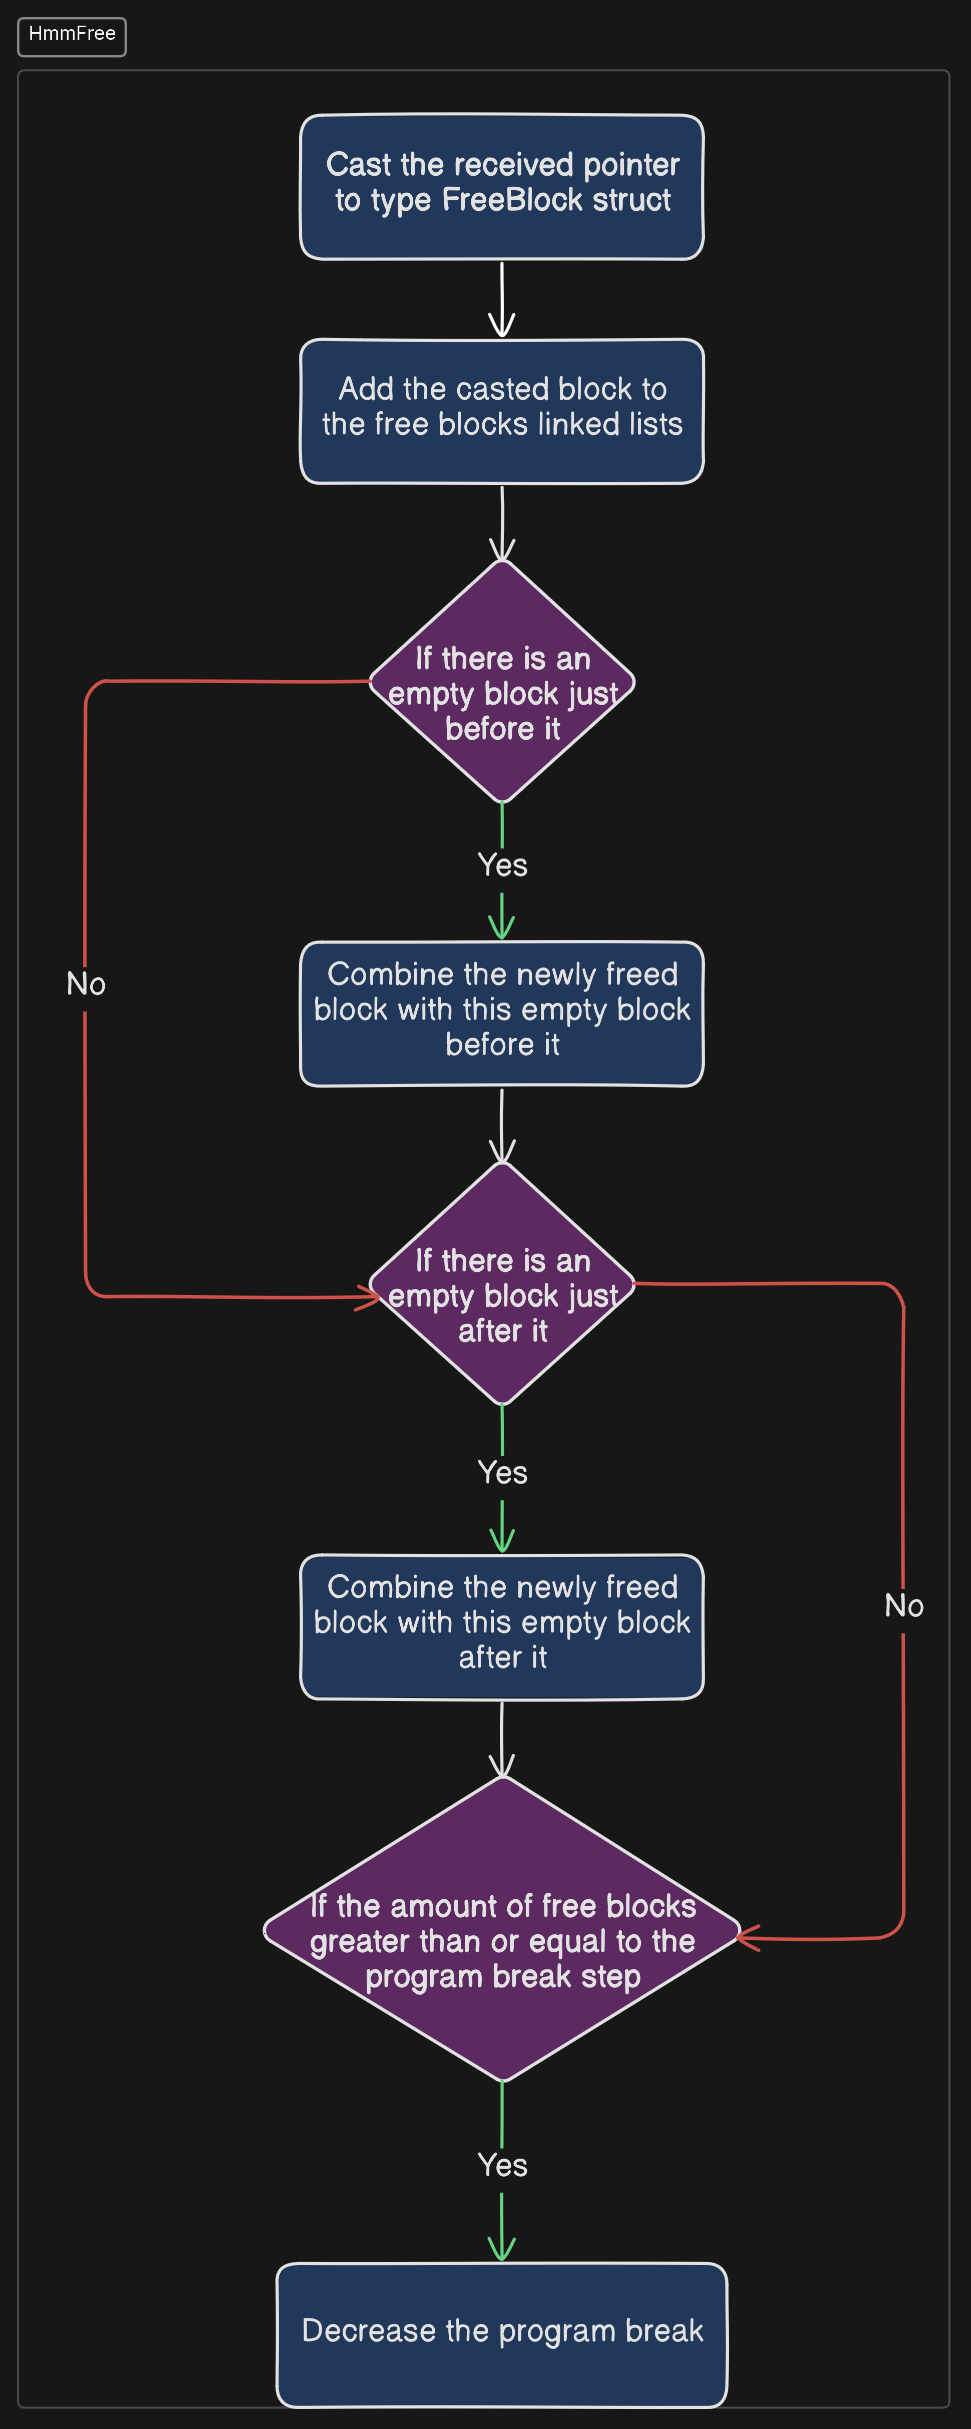 HmmFree
Cast the received pointer
to type FreeBlock struct
Add the casted block to
the free blocks linked lists
If there is an
empty block just
before it
Yes
Combine the newly freed
block with this empty block
before it
No
If there is an
empty block just
after it
Yes
Combine the newly freed
block with this empty block
after it
No
If the amount of free blocks
greater than or equal to the
program break step
Yes
Decrease the program break